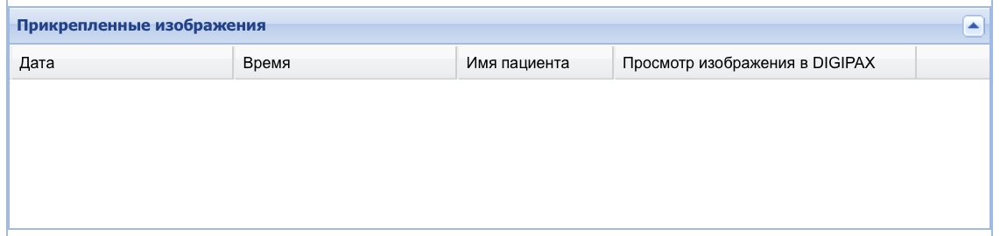 Прикрепленные изображения
Дата Время Имя пациента Просмотр изображения в DIGIPAX